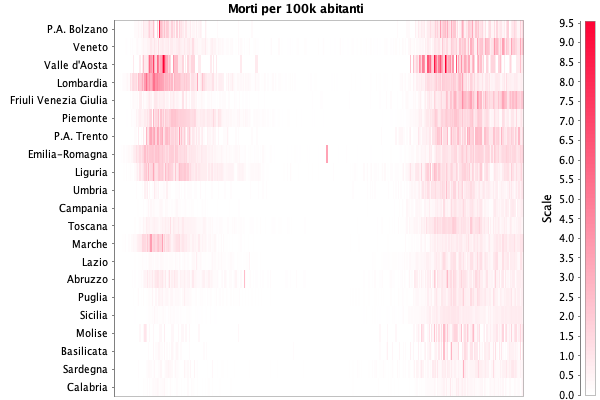 Morti per 100k abitanti
P.A. Bolzano
Veneto
Valle d'Aosta
Lombardia
Friuli Venezia Giulia
Piemonte
P.A. Trento
Emilia-Romagna
Liguria
Umbria
Campania
Toscana
Marche
Lazio
Abruzzo
Puglia
Sicilia
Molise
Basilicata
Sardegna
Calabria
Scale
9.5
9.0
8.5
8.0
7.5
7.0
6.5
6.0
5.5
5.0
4.5
4.0
3.5
3.0
2.5
2.0
1.5
1.0
0.5
0.0